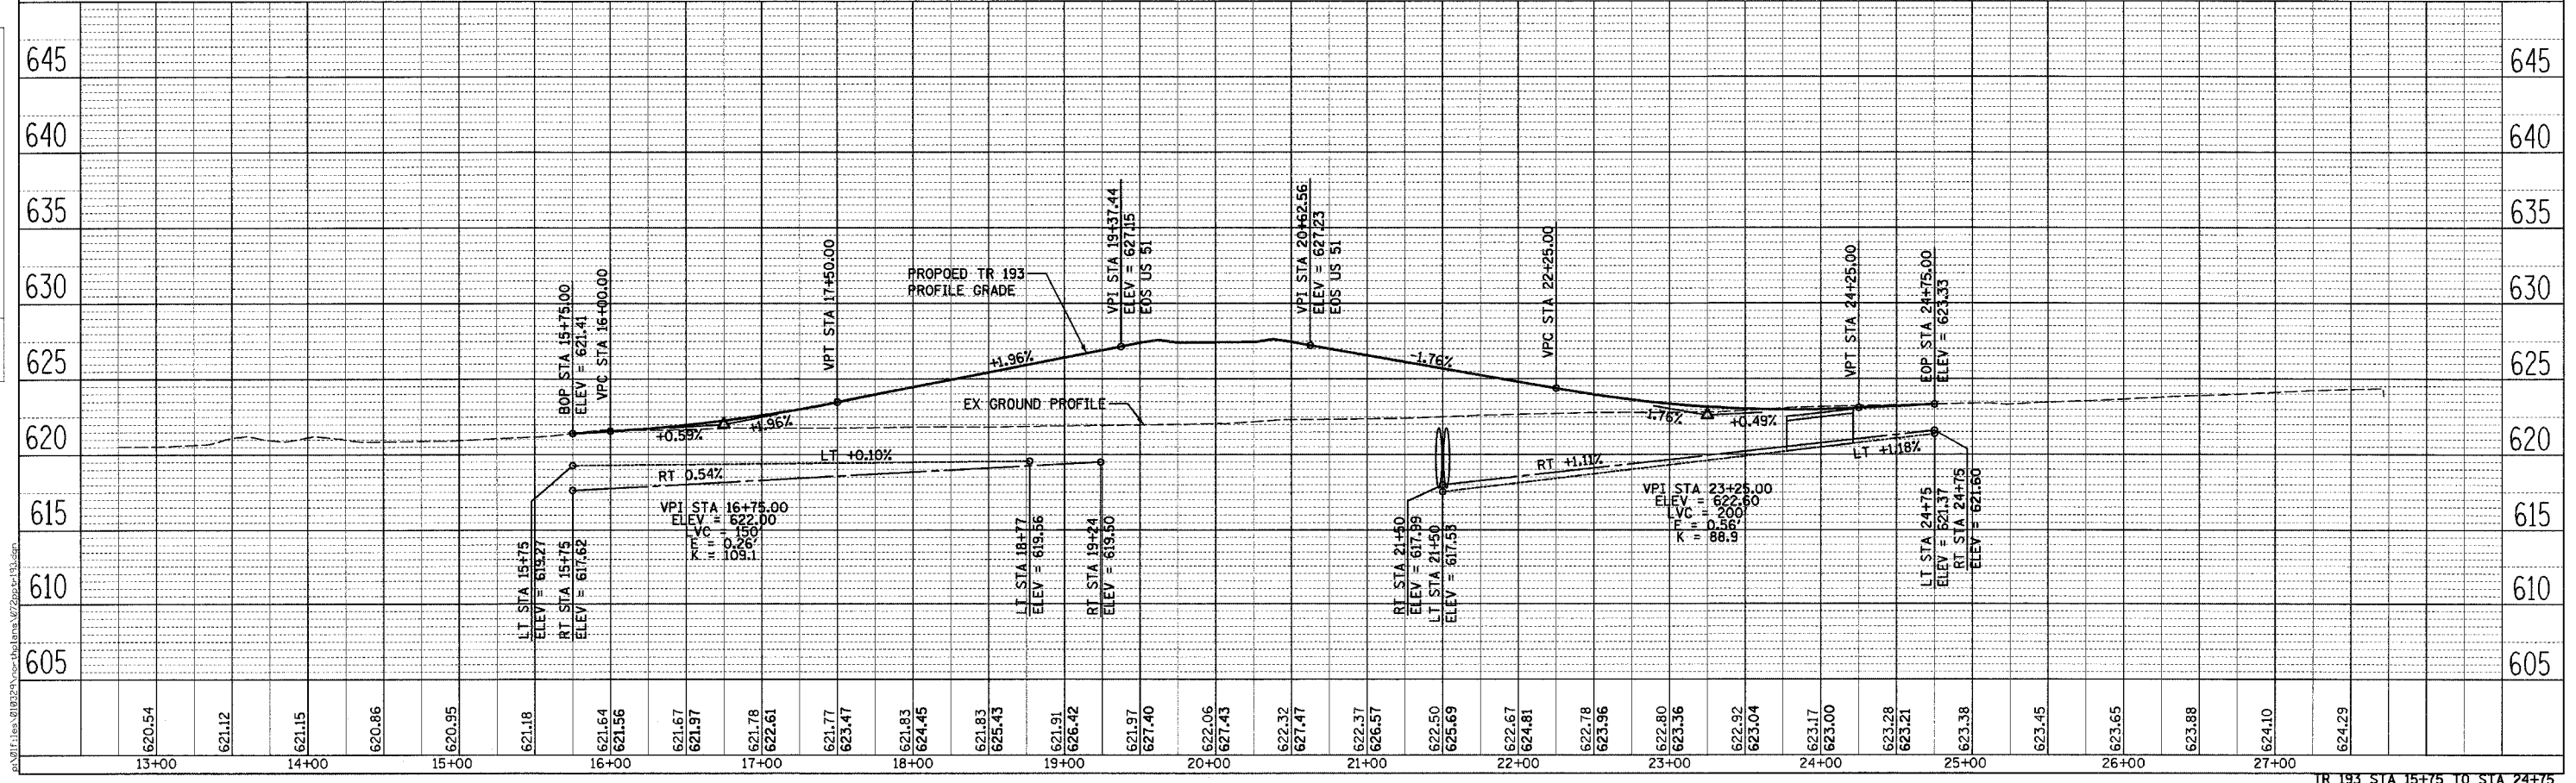 645 645
640 640
635 635
630 630
625 625
620 620
615 615
610 610
605 605
BOP STA 15+75.00
ELEV = 621.41
VPC STA 16+00.00
VPT STA 17+50.00
PROPOED TR 193
PROFILE GRADE
VPI STA 19+37.44
ELEV = 627.15
EOS US 51
VPI STA 20+62.56
ELEV = 627.23
EOS US 51
VPC STA 22+25.00
VPT STA 24+25.00
EOP STA 24+75.00
ELEV = 623.33
+1.96%
-1.76%
EX GROUND PROFILE
+0.59%
+1.96%
-1.76%
+0.49%
LT +0.10%
RT 0.54%
RT +1.11%
LT +1.18%
VPI STA 16+75.00
ELEV = 622.00
LVC = 150'
E = 0.26'
K = 109.1
VPI STA 23+25.00
ELEV = 622.60
LVC = 200'
E = 0.56'
K = 88.9
LT STA 15+75
ELEV = 619.27
RT STA 15+75
ELEV = 617.62
LT STA 18+77
ELEV = 619.56
RT STA 19+24
ELEV = 619.50
RT STA 21+50
ELEV = 617.99
LT STA 21+50
ELEV = 617.53
LT STA 24+75
ELEV = 621.37
RT STA 24+75
ELEV = 621.60
620.54
621.12
621.15
620.86
620.95
621.18
621.64
621.56
621.67
621.97
621.78
622.61
621.77
623.47
621.83
624.45
621.83
625.43
621.91
626.42
621.97
627.40
622.06
627.43
622.32
627.47
622.37
626.57
622.50
625.69
622.67
624.81
622.78
623.96
622.80
623.36
622.92
623.04
623.17
623.00
623.28
623.21
623.38
623.45
623.65
623.88
624.10
624.29
13+00 14+00 15+00 16+00 17+00 18+00 19+00 20+00 21+00 22+00 23+00 24+00 25+00 26+00 27+00
TR 193 STA 15+75 TO STA 24+75